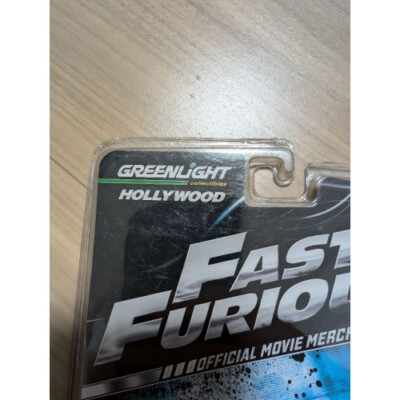 GREENLIGHT
collectibles
HOLLYWOOD
FAST
FURIOU
OFFICIAL MOVIE MERCH